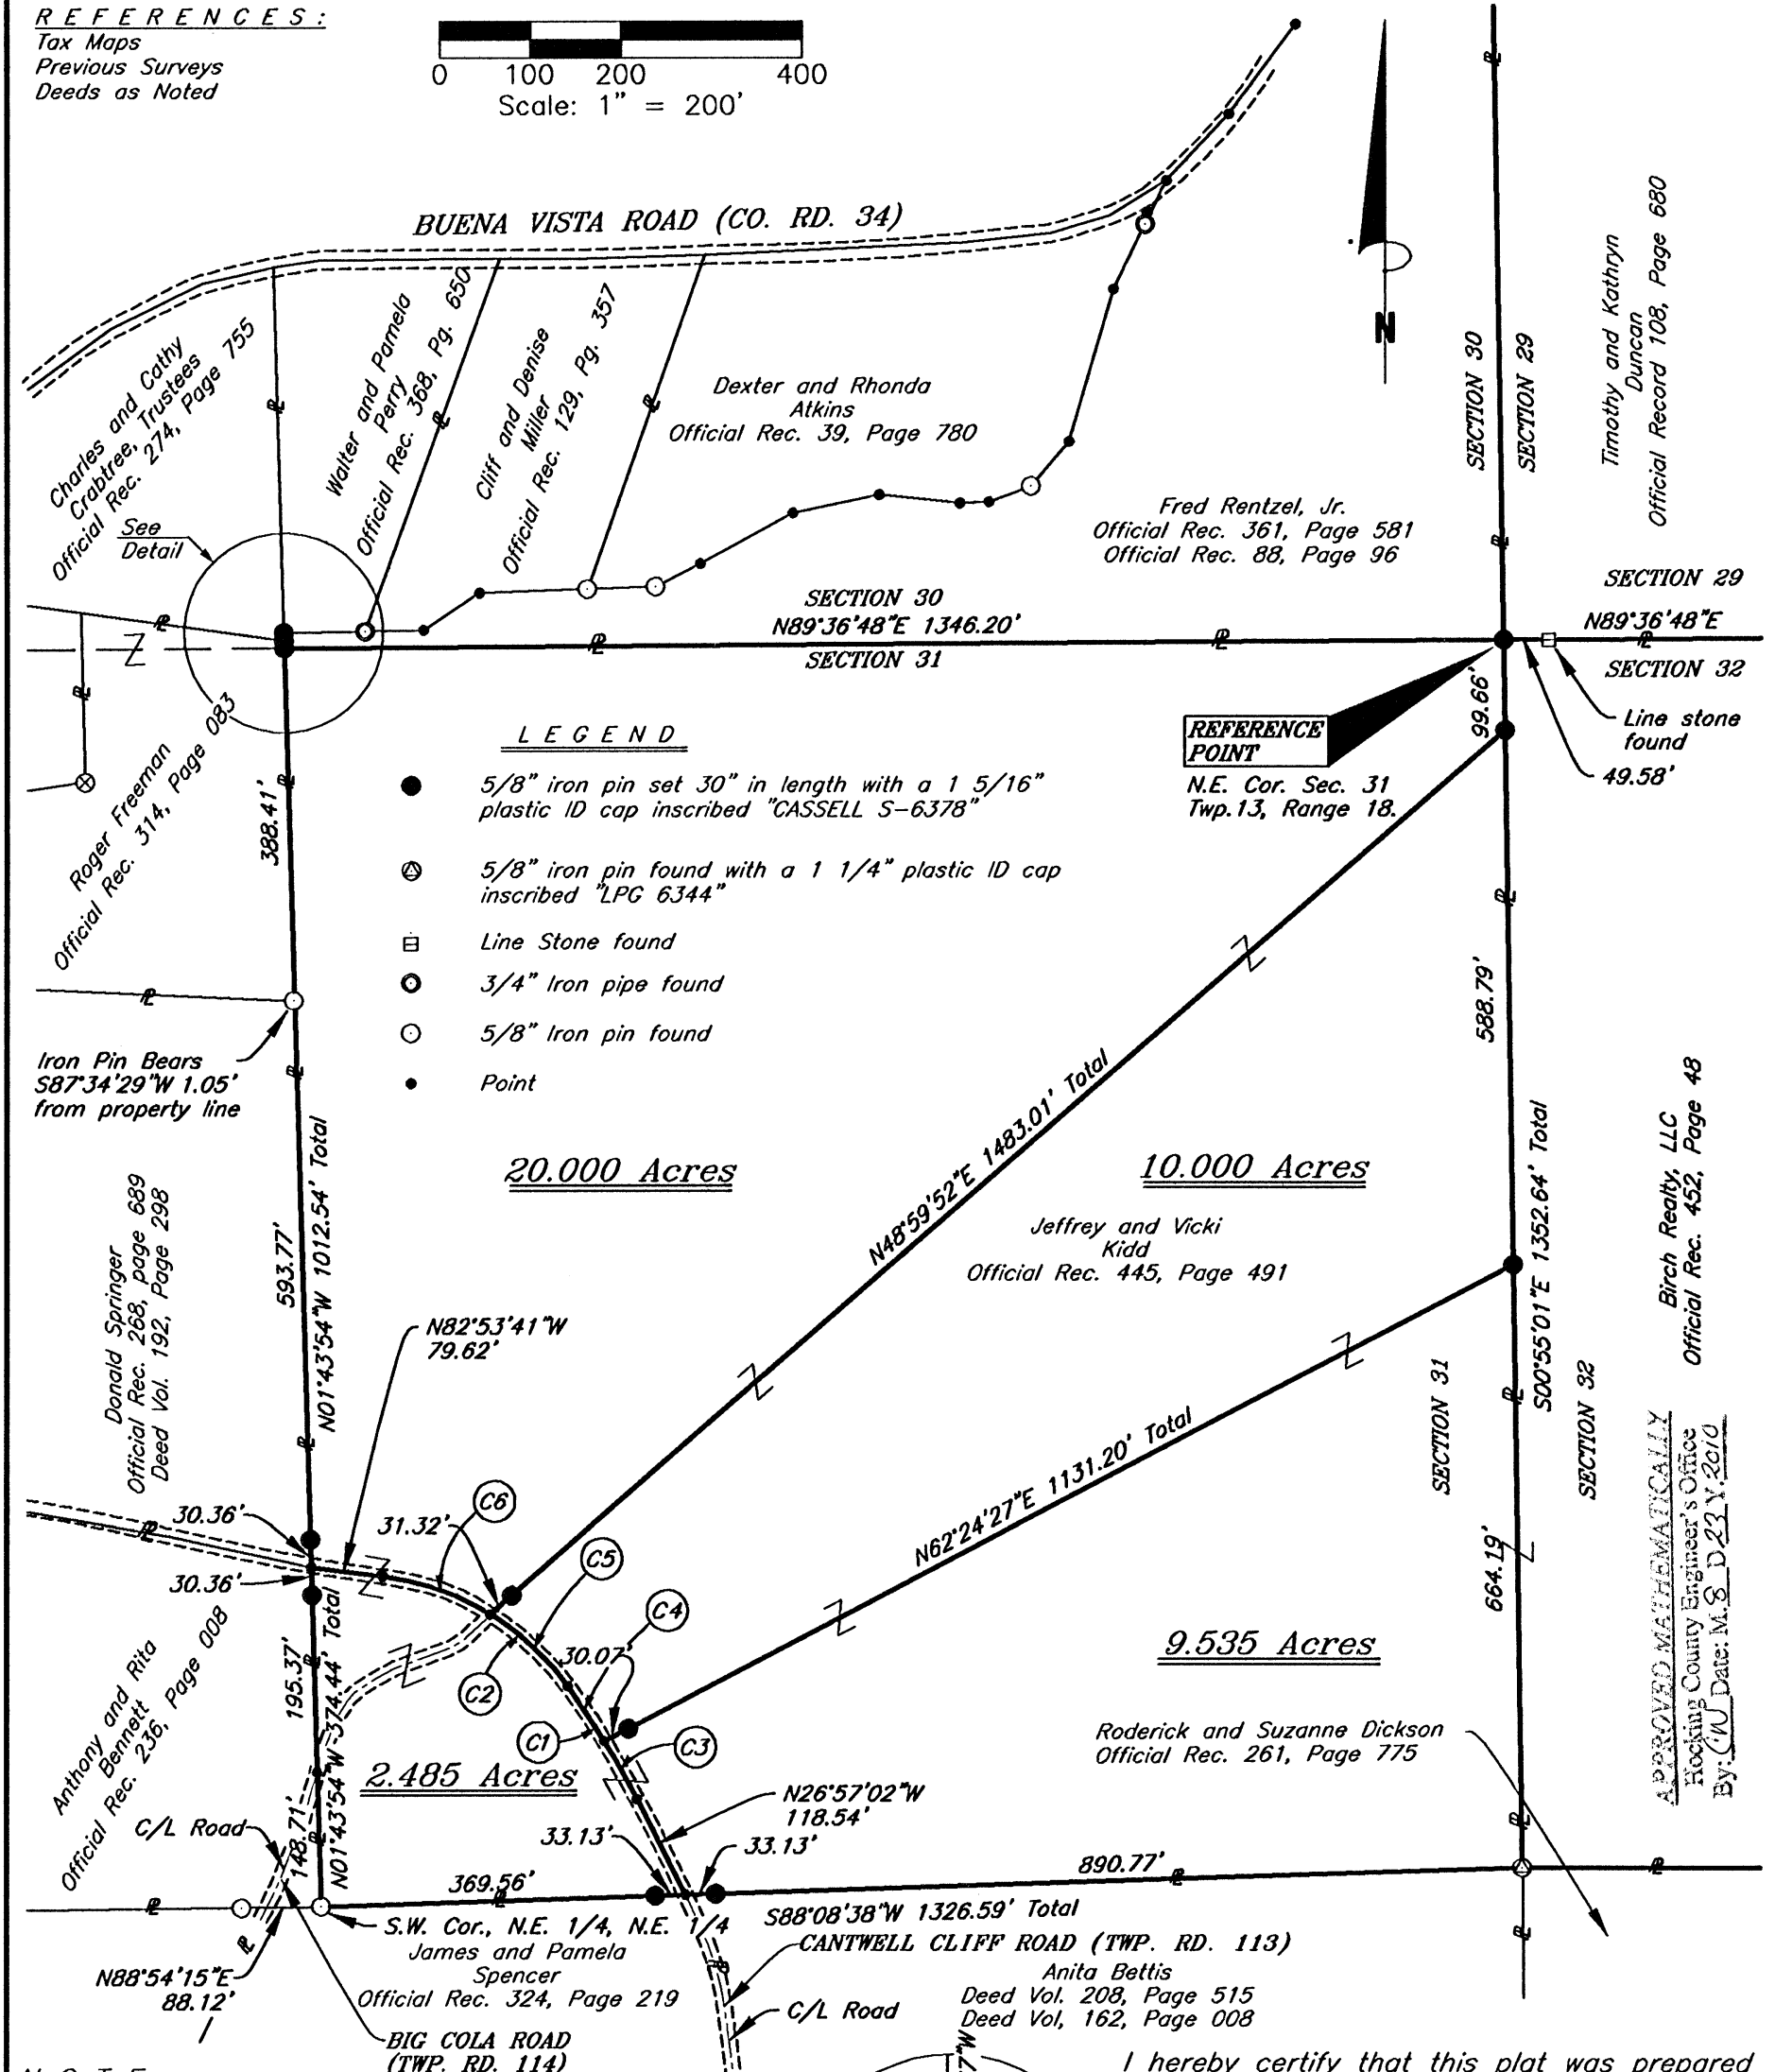 REFERENCES:
Tax Maps
Previous Surveys
Deeds as Noted
0 100 200 400
Scale: 1" = 200'
BUENA VISTA ROAD (CO. RD. 34)
Charles and Cathy
Crabtree, Trustees
Official Rec. 274, Page 755
Walter and Pamela
Perry
Official Rec. 368, Pg. 650
Cliff and Denise
Miller
Official Rec. 129, Pg. 357
Dexter and Rhonda
Atkins
Official Rec. 39, Page 780
N
SECTION 30
SECTION 29
Timothy and Kathryn
Duncan
Official Record 108, Page 680
See
Detail
Fred Rentzel, Jr.
Official Rec. 361, Page 581
Official Rec. 88, Page 96
SECTION 30
N89°36'48"E 1346.20'
SECTION 31
SECTION 29
N89°36'48"E
SECTION 32
Line stone
found
49.58'
99.66'
REFERENCE
POINT
N.E. Cor. Sec. 31
Twp.13, Range 18.
Roger Freeman
Official Rec. 314, Page 083
388.41'
LEGEND
5/8" iron pin set 30" in length with a 1 5/16"
plastic ID cap inscribed "CASSELL S-6378"
5/8" iron pin found with a 1 1/4" plastic ID cap
inscribed "LPG 6344"
Line Stone found
3/4" Iron pipe found
5/8" Iron pin found
Point
588.79'
Iron Pin Bears
S87°34'29"W 1.05'
from property line
20.000 Acres
N48°59'52"E 1483.01' Total
10.000 Acres
Jeffrey and Vicki
Kidd
Official Rec. 445, Page 491
S00°55'01"E 1352.64' Total
Birch Realty, LLC
Official Rec. 452, Page 48
Donald Springer
Official Rec. 268, page 689
Deed Vol. 192, Page 298
593.77'
N01°43'54"W 1012.54' Total
N82°53'41"W
79.62'
SECTION 31
SECTION 32
N62°24'27"E 1131.20' Total
APPROVED MATHEMATICALLY
Hocking County Engineer's Office
By: CW Date: M.8 D.23 Y.2010
30.36'
31.32'
C6
C5
30.36'
C4
30.07'
C2
C1
C3
664.19'
9.535 Acres
Anthony and Rita
Bennett
Official Rec. 236, Page 008
195.37'
N01°43'54"W 374.44' Total
2.485 Acres
Roderick and Suzanne Dickson
Official Rec. 261, Page 775
N26°57'02"W
118.54'
C/L Road
148.71'
33.13'
33.13'
369.56'
890.77'
S88°08'38"W 1326.59' Total
S.W. Cor., N.E. 1/4, N.E. 1/4
James and Pamela
Spencer
Official Rec. 324, Page 219
CANTWELL CLIFF ROAD (TWP. RD. 113)
Anita Bettis
Deed Vol. 208, Page 515
Deed Vol, 162, Page 008
N88°54'15"E
88.12'
C/L Road
BIG COLA ROAD
(TWP. RD. 114)
7"W
I hereby certify that this plat was prepared